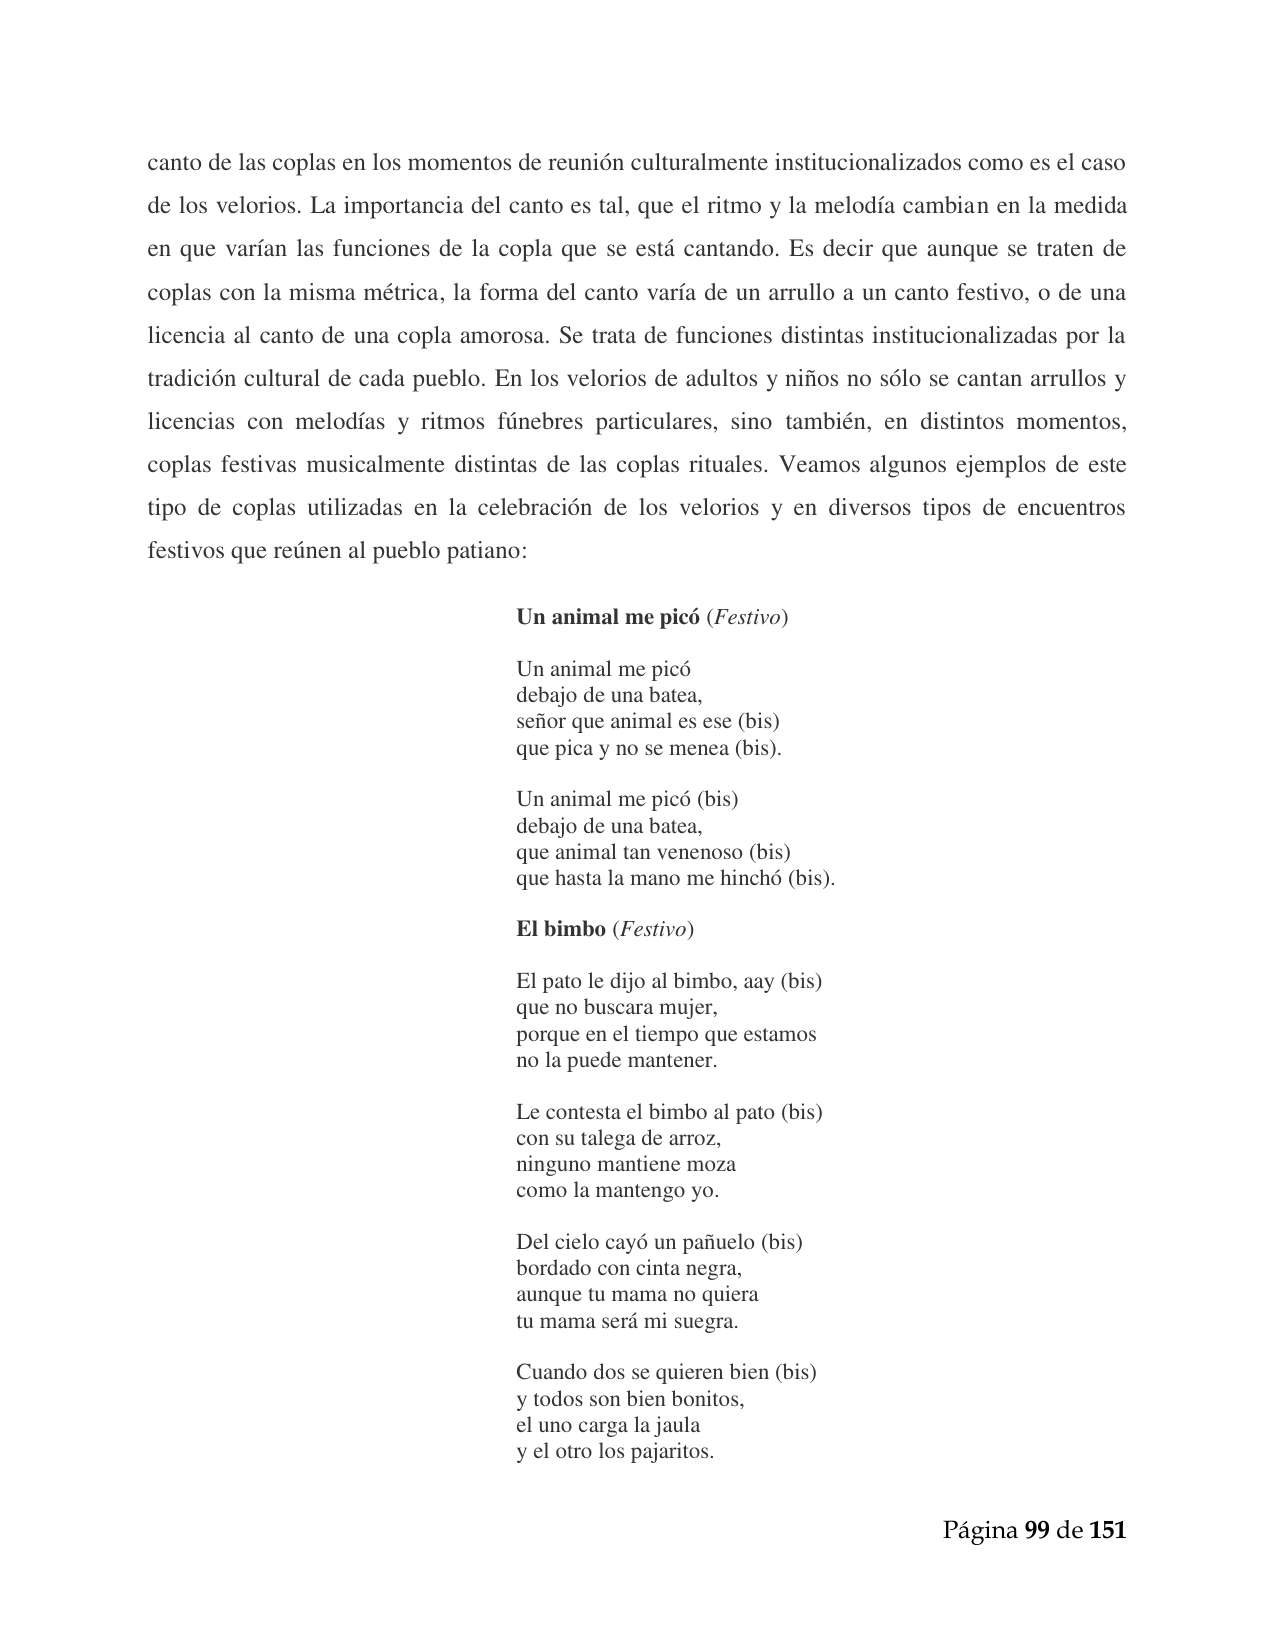 canto de las coplas en los momentos de reunión culturalmente institucionalizados como es el caso
de los velorios. La importancia del canto es tal, que el ritmo y la melodía cambian en la medida
en que varían las funciones de la copla que se está cantando. Es decir que aunque se traten de
coplas con la misma métrica, la forma del canto varía de un arrullo a un canto festivo, o de una
licencia al canto de una copla amorosa. Se trata de funciones distintas institucionalizadas por la
tradición cultural de cada pueblo. En los velorios de adultos y niños no sólo se cantan arrullos y
licencias con melodías y ritmos fúnebres particulares, sino también, en distintos momentos,
coplas festivas musicalmente distintas de las coplas rituales. Veamos algunos ejemplos de este
tipo de coplas utilizadas en la celebración de los velorios y en diversos tipos de encuentros
festivos que reúnen al pueblo patiano:
Un animal me picó (Festivo)
Un animal me picó
debajo de una batea,
señor que animal es ese (bis)
que pica y no se menea (bis).
Un animal me picó (bis)
debajo de una batea,
que animal tan venenoso (bis)
que hasta la mano me hinchó (bis).
El bimbo (Festivo)
El pato le dijo al bimbo, aay (bis)
que no buscara mujer,
porque en el tiempo que estamos
no la puede mantener.
Le contesta el bimbo al pato (bis)
con su talega de arroz,
ninguno mantiene moza
como la mantengo yo.
Del cielo cayó un pañuelo (bis)
bordado con cinta negra,
aunque tu mama no quiera
tu mama será mi suegra.
Cuando dos se quieren bien (bis)
y todos son bien bonitos,
el uno carga la jaula
y el otro los pajaritos.
Página 99 de 151